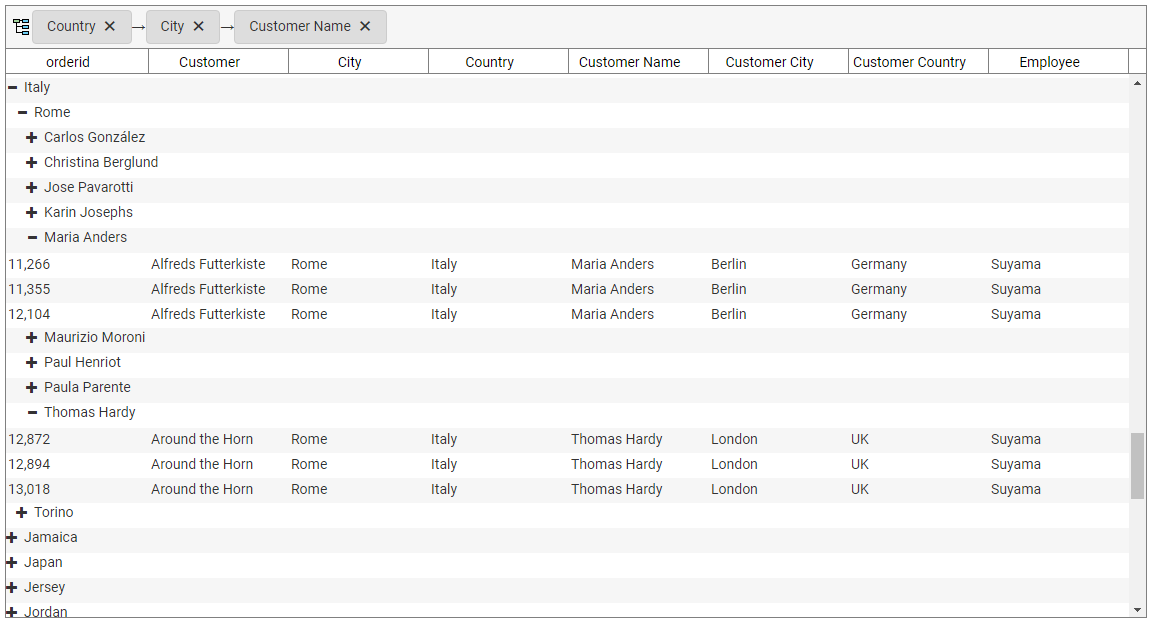 Country ✕ → City ✕ → Customer Name ✕
orderid Customer City Country Customer Name Customer City Customer Country Employee
Italy
Rome
Carlos González
Christina Berglund
Jose Pavarotti
Karin Josephs
Maria Anders
11,266 Alfreds Futterkiste Rome Italy Maria Anders Berlin Germany Suyama
11,355 Alfreds Futterkiste Rome Italy Maria Anders Berlin Germany Suyama
12,104 Alfreds Futterkiste Rome Italy Maria Anders Berlin Germany Suyama
Maurizio Moroni
Paul Henriot
Paula Parente
Thomas Hardy
12,872 Around the Horn Rome Italy Thomas Hardy London UK Suyama
12,894 Around the Horn Rome Italy Thomas Hardy London UK Suyama
13,018 Around the Horn Rome Italy Thomas Hardy London UK Suyama
Torino
Jamaica
Japan
Jersey
Jordan